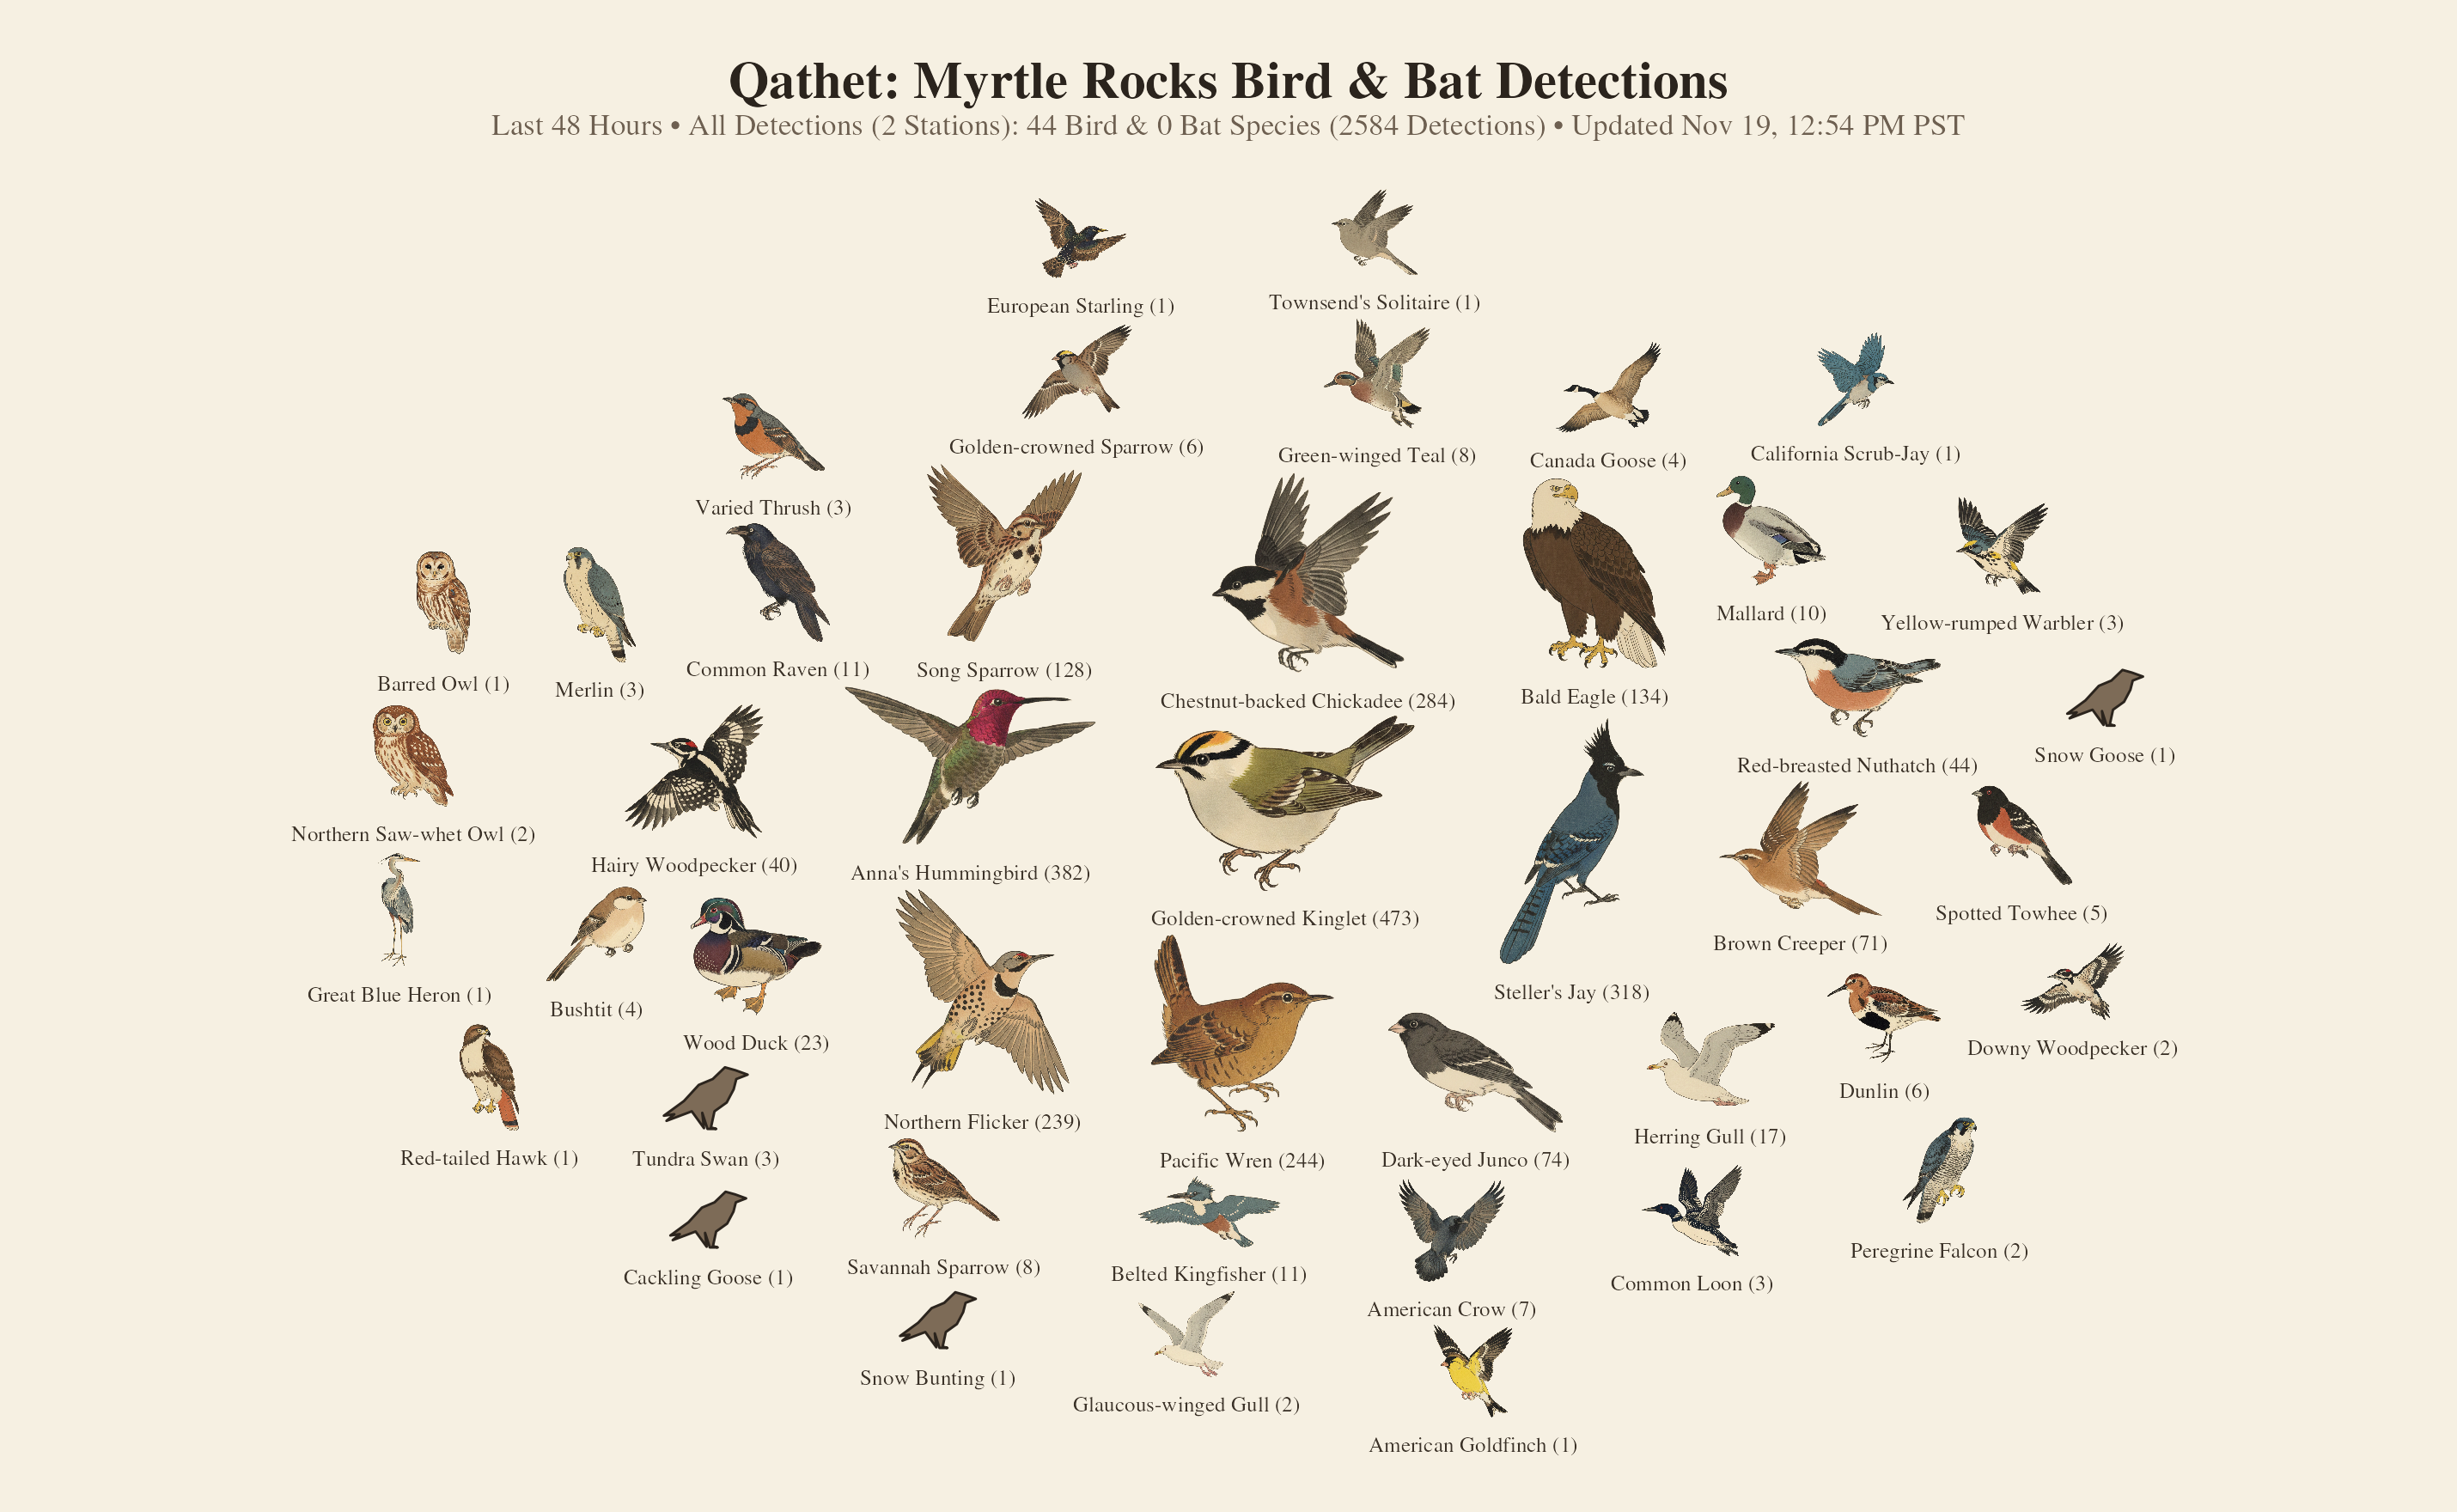 Qathet: Myrtle Rocks Bird & Bat Detections
Last 48 Hours • All Detections (2 Stations): 44 Bird & 0 Bat Species (2584 Detections) • Updated Nov 19, 12:54 PM PST
European Starling (1)
Townsend's Solitaire (1)
Golden-crowned Sparrow (6)
Green-winged Teal (8)
Canada Goose (4)
California Scrub-Jay (1)
Varied Thrush (3)
Mallard (10)
Yellow-rumped Warbler (3)
Barred Owl (1)
Merlin (3)
Common Raven (11)
Song Sparrow (128)
Chestnut-backed Chickadee (284)
Bald Eagle (134)
Red-breasted Nuthatch (44)
Snow Goose (1)
Northern Saw-whet Owl (2)
Hairy Woodpecker (40)
Anna's Hummingbird (382)
Golden-crowned Kinglet (473)
Steller's Jay (318)
Brown Creeper (71)
Spotted Towhee (5)
Great Blue Heron (1)
Bushtit (4)
Wood Duck (23)
Northern Flicker (239)
Pacific Wren (244)
Dark-eyed Junco (74)
Herring Gull (17)
Dunlin (6)
Downy Woodpecker (2)
Red-tailed Hawk (1)
Tundra Swan (3)
Cackling Goose (1)
Savannah Sparrow (8)
Belted Kingfisher (11)
American Crow (7)
Common Loon (3)
Peregrine Falcon (2)
Snow Bunting (1)
Glaucous-winged Gull (2)
American Goldfinch (1)